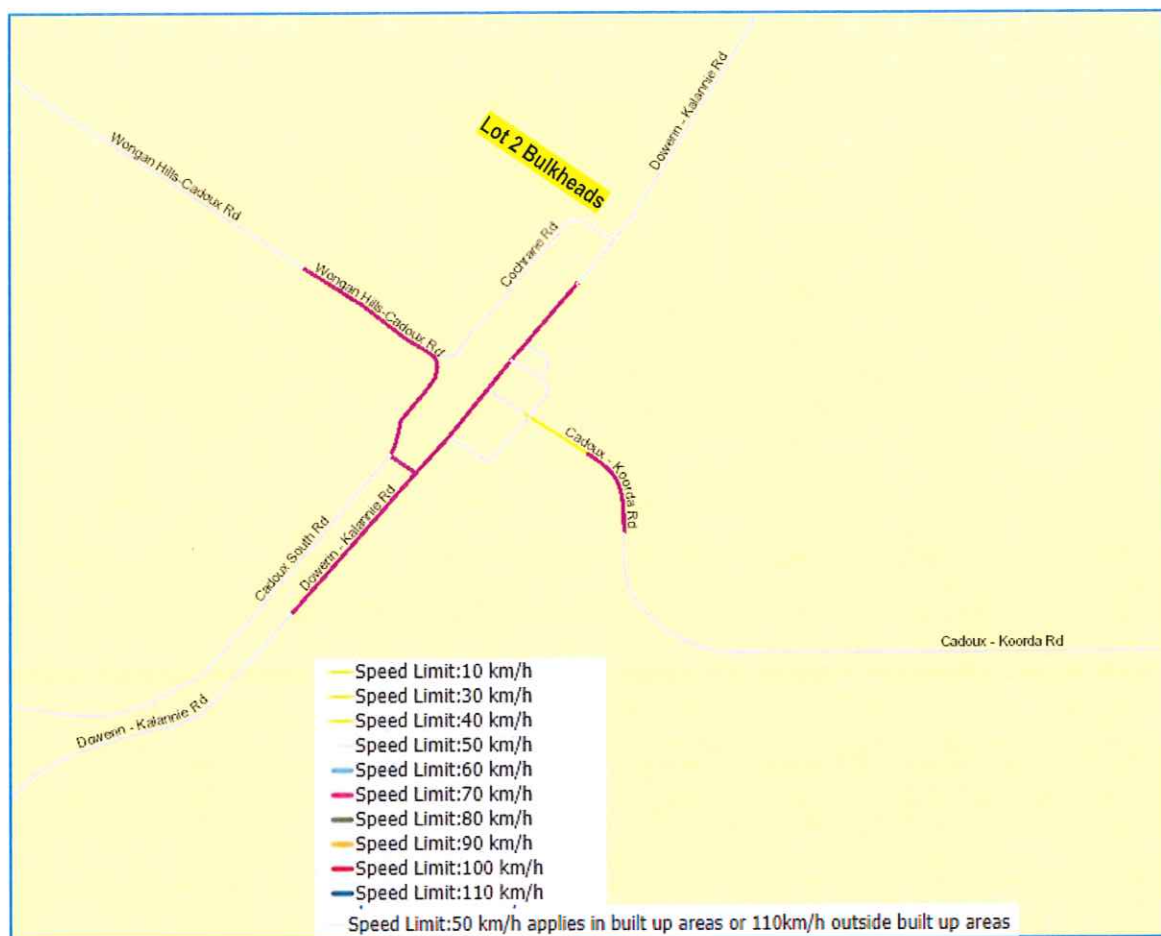 Dowerin - Kalannie Rd
Lot 2 Bulkheads
Wongan Hills-Cadoux Rd
Cochrane Rd
Wongan Hills-Cadoux Rd
Cadoux - Koorda Rd
Cadoux South Rd
Dowerin - Kalannie Rd
Cadoux - Koorda Rd
Dowerin - Kalannie Rd
Speed Limit:10 km/h
Speed Limit:30 km/h
Speed Limit:40 km/h
Speed Limit:50 km/h
Speed Limit:60 km/h
Speed Limit:70 km/h
Speed Limit:80 km/h
Speed Limit:90 km/h
Speed Limit:100 km/h
Speed Limit:110 km/h
Speed Limit:50 km/h applies in built up areas or 110km/h outside built up areas